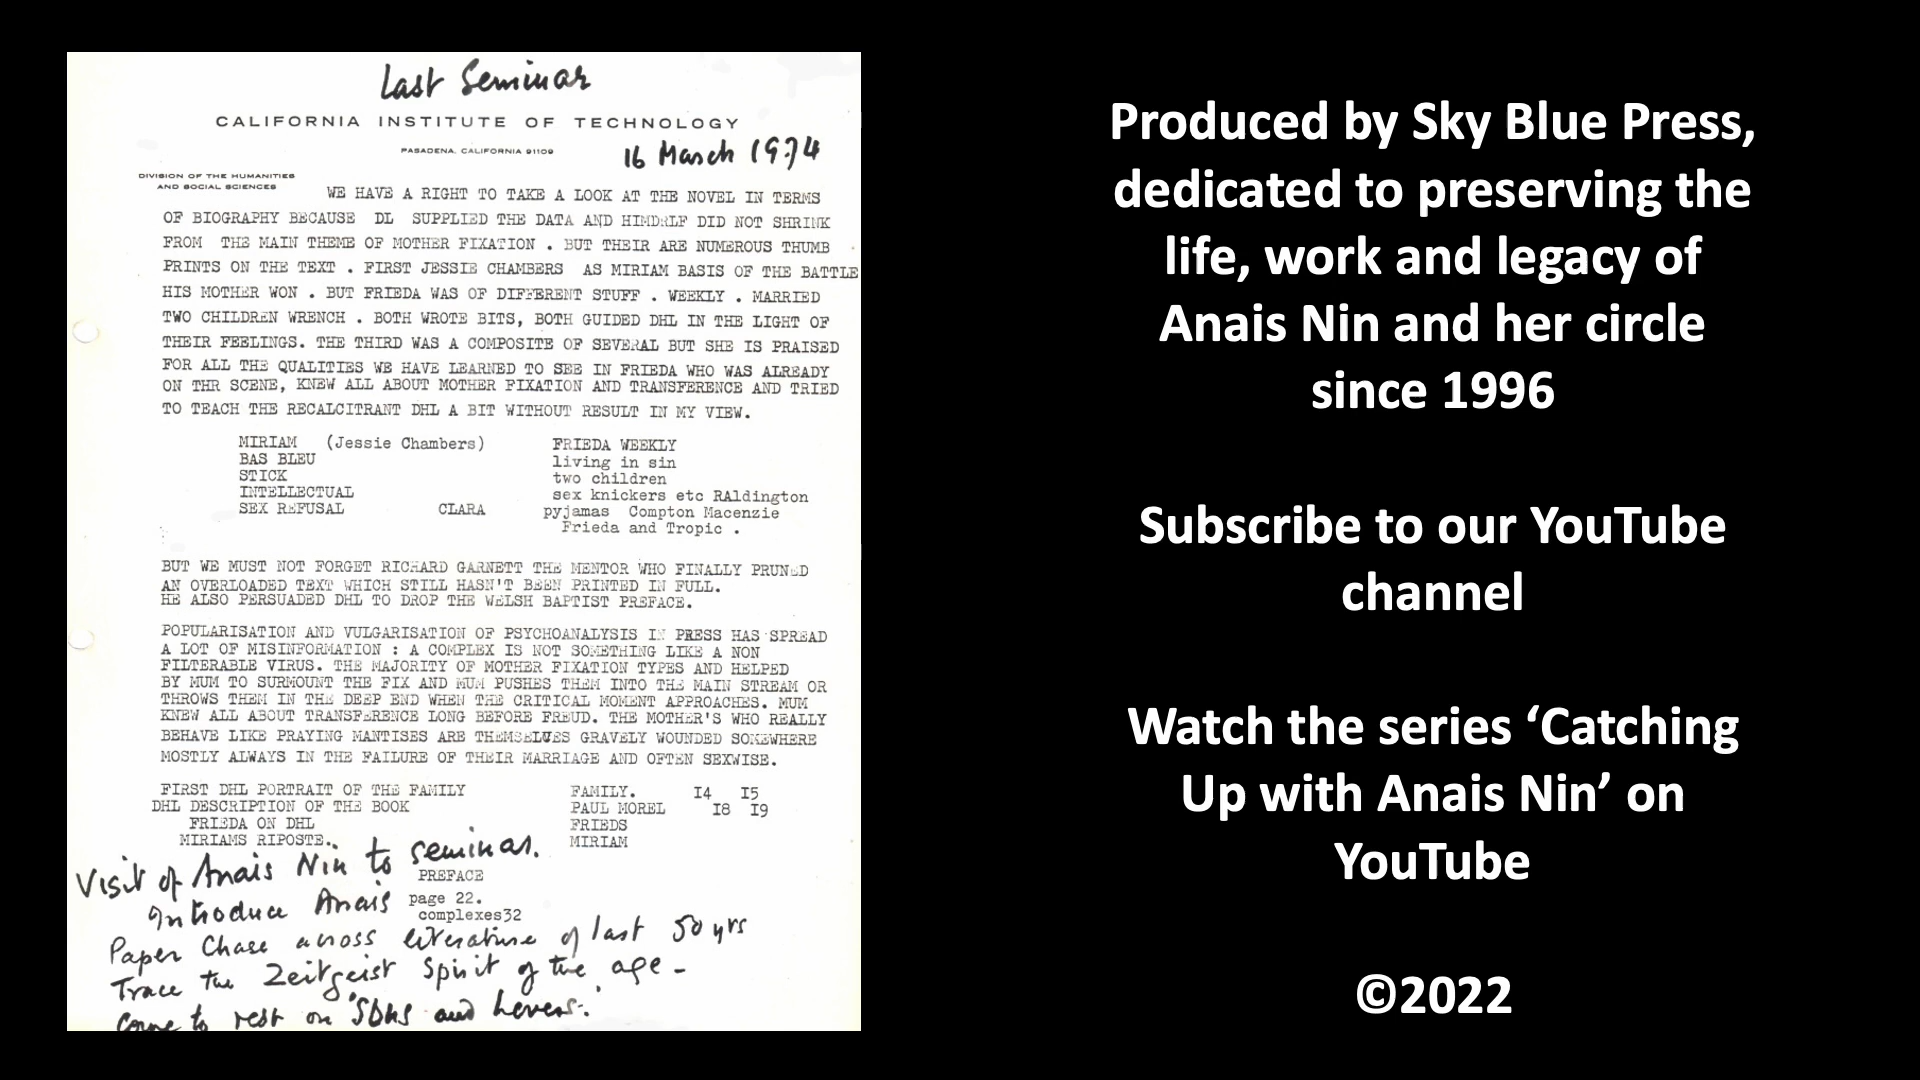 Last Seminar
CALIFORNIA INSTITUTE OF TECHNOLOGY
PASADENA, CALIFORNIA 91109
16 March 1974
DIVISION OF THE HUMANITIES
AND SOCIAL SCIENCES
WE HAVE A RIGHT TO TAKE A LOOK AT THE NOVEL IN TERMS
OF BIOGRAPHY BECAUSE DL SUPPLIED THE DATA AND HIMDRLF DID NOT SHRINK
FROM THE MAIN THEME OF MOTHER FIXATION . BUT THEIR ARE NUMEROUS THUMB
PRINTS ON THE TEXT . FIRST JESSIE CHAMBERS AS MIRIAM BASIS OF THE BATTLE
HIS MOTHER WON . BUT FRIEDA WAS OF DIFFERENT STUFF . WEEKLY . MARRIED
TWO CHILDREN WRENCH . BOTH WROTE BITS, BOTH GUIDED DHL IN THE LIGHT OF
THEIR FEELINGS. THE THIRD WAS A COMPOSITE OF SEVERAL BUT SHE IS PRAISED
FOR ALL THE QUALITIES WE HAVE LEARNED TO SEE IN FRIEDA WHO WAS ALREADY
ON THR SCENE, KNEW ALL ABOUT MOTHER FIXATION AND TRANSFERENCE AND TRIED
TO TEACH THE RECALCITRANT DHL A BIT WITHOUT RESULT IN MY VIEW.
MIRIAM (Jessie Chambers) FRIEDA WEEKLY
BAS BLEU living in sin
STICK two children
INTELLECTUAL sex knickers etc RAldington
SEX REFUSAL CLARA pyjamas Compton Macenzie
Frieda and Tropic .
BUT WE MUST NOT FORGET RICHARD GARNETT THE MENTOR WHO FINALLY PRUNED
AN OVERLOADED TEXT WHICH STILL HASN'T BEEN PRINTED IN FULL.
HE ALSO PERSUADED DHL TO DROP THE WELSH BAPTIST PREFACE.
POPULARISATION AND VULGARISATION OF PSYCHOANALYSIS IN PRESS HAS SPREAD
A LOT OF MISINFORMATION : A COMPLEX IS NOT SOMETHING LIKE A NON
FILTERABLE VIRUS. THE MAJORITY OF MOTHER FIXATION TYPES AND HELPED
BY MUM TO SURMOUNT THE FIX AND MUM PUSHES THEM INTO THE MAIN STREAM OR
THROWS THEM IN THE DEEP END WHEN THE CRITICAL MOMENT APPROACHES. MUM
KNEW ALL ABOUT TRANSFERENCE LONG BEFORE FREUD. THE MOTHER'S WHO REALLY
BEHAVE LIKE PRAYING MANTISES ARE THEMSELUES GRAVELY WOUNDED SOMEWHERE
MOSTLY ALWAYS IN THE FAILURE OF THEIR MARRIAGE AND OFTEN SEXWISE.
FIRST DHL PORTRAIT OF THE FAMILY FAMILY. I4 I5
DHL DESCRIPTION OF THE BOOK PAUL MOREL I8 I9
FRIEDA ON DHL FRIEDS
MIRIAMS RIPOSTE.. MIRIAM
Visit of Anais Nin to seminar.
PREFACE
Introduce Anais page 22.
complexes32
Paper Chase across literature of last 50 yrs
Trace the Zeitgeist Spirit of the age -
come to rest on 'Sons and Lovers.'
Produced by Sky Blue Press,
dedicated to preserving the
life, work and legacy of
Anais Nin and her circle
since 1996
Subscribe to our YouTube
channel
Watch the series ‘Catching
Up with Anais Nin’ on
YouTube
©2022